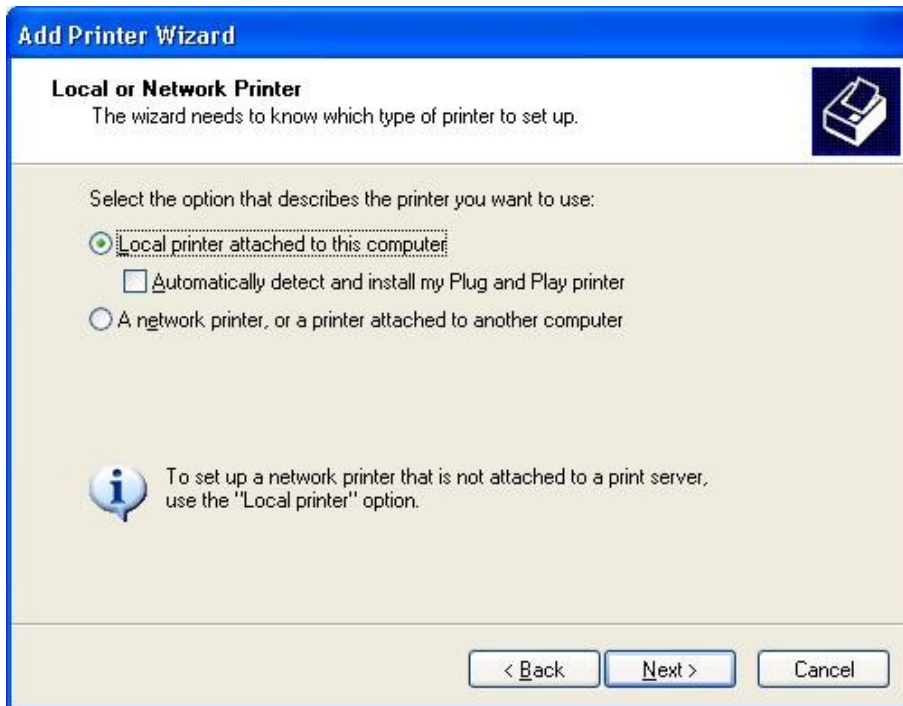 Add Printer Wizard
Local or Network Printer
The wizard needs to know which type of printer to set up.
Select the option that describes the printer you want to use:
Local printer attached to this computer
Automatically detect and install my Plug and Play printer
A network printer, or a printer attached to another computer
To set up a network printer that is not attached to a print server,
use the "Local printer" option.
< Back Next > Cancel